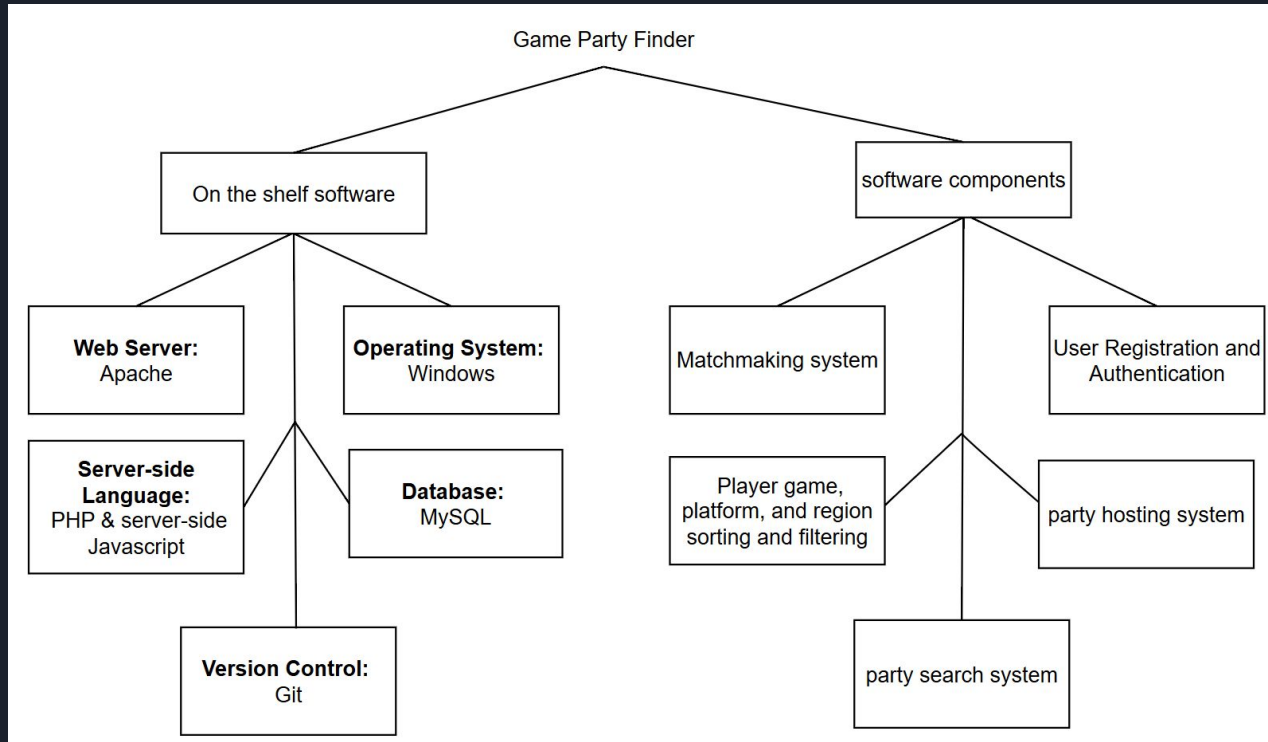 Game Party Finder
On the shelf software
software components
Web Server:
Apache
Operating System:
Windows
Matchmaking system
User Registration and
Authentication
Server-side
Language:
PHP & server-side
Javascript
Database:
MySQL
Player game,
platform, and region
sorting and filtering
party hosting system
Version Control:
Git
party search system